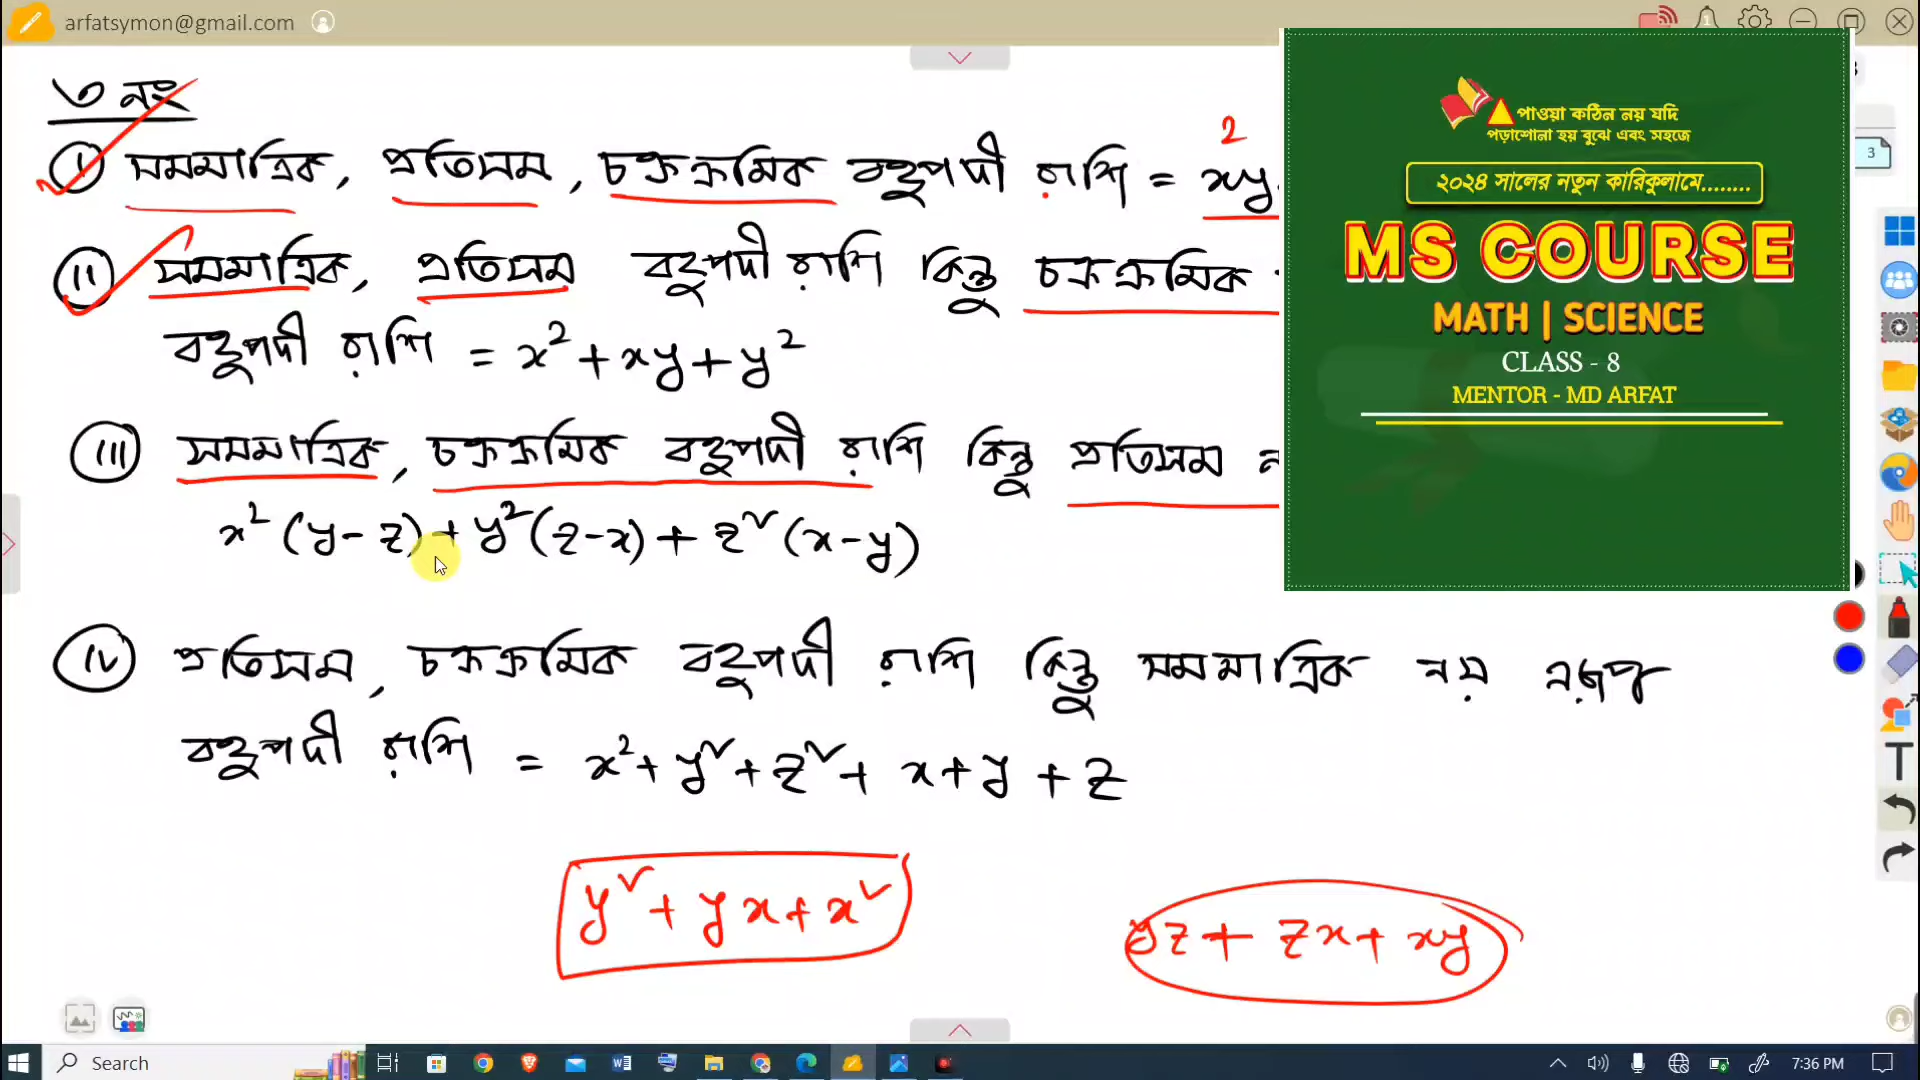 arfatsymon@gmail.com
৩ নং
① সমমাত্রিক, প্রতিসম, চক্রক্রমিক বহুপদী রাশি = xy
2
ⅱ সমমাত্রিক, প্রতিসম বহুপদী রাশি কিন্তু চক্রক্রমিক
বহুপদী রাশি = x² + xy + y²
ⅲ সমমাত্রিক, চক্রক্রমিক বহুপদী রাশি কিন্তু প্রতিসম ন
x² (y - z) + y² (z - x) + z² (x - y)
ⅳ প্রতিসম, চক্রক্রমিক বহুপদী রাশি কিন্তু সমমাত্রিক নয় এরূপ
বহুপদী রাশি = x² + y² + z² + x + y + z
y² + yx + x²
yz + zx + xy
পাওয়া কঠিন নয় যদি
পড়াশোনা হয় বুঝে এবং সহজে
২০২৪ সালের নতুন কারিকুলামে........
MS COURSE
MATH | SCIENCE
CLASS - 8
MENTOR - MD ARFAT
3
Search
7:36 PM